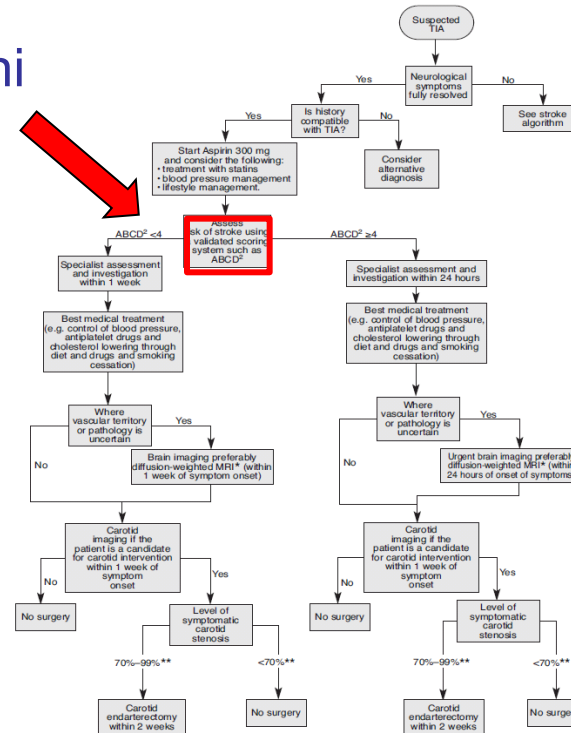 ni
Suspected
TIA
Neurological
symptoms
fully resolved
Yes
No
Is history
compatible
with TIA?
See stroke
algorithm
Yes
No
Start Aspirin 300 mg
and consider the following:
• treatment with statins
• blood pressure management
• lifestyle management.
Consider
alternative
diagnosis
Assess
risk of stroke using
validated scoring
system such as
ABCD²
ABCD² <4
ABCD² ≥4
Specialist assessment
and investigation
within 1 week
Best medical treatment
(e.g. control of blood pressure,
antiplatelet drugs and
cholesterol lowering through
diet and drugs and smoking
cessation)
Where
vascular territory
or pathology is
uncertain
Yes
No
Brain imaging preferably
diffusion-weighted MRI* (within
1 week of symptom onset)
Carotid
imaging if the
patient is a candidate
for carotid intervention
within 1 week of
symptom
onset
No
Yes
No surgery
Level of
symptomatic
carotid
stenosis
70%–99%**
<70%**
Carotid
endarterectomy
within 2 weeks
No surgery
Specialist assessment and
investigation within 24 hours
Best medical treatment
(e.g. control of blood pressure,
antiplatelet drugs and
cholesterol lowering through
diet and drugs and smoking
cessation)
Where
vascular territory
or pathology is
uncertain
Yes
No
Urgent brain imaging preferably
diffusion-weighted MRI* (within
24 hours of onset of symptoms)
Carotid
imaging if the
patient is a candidate
for carotid intervention
within 1 week of
symptom
onset
No
Yes
No surgery
Level of
symptomatic
carotid
stenosis
70%–99%**
<70%**
Carotid
endarterectomy
within 2 weeks
No surge